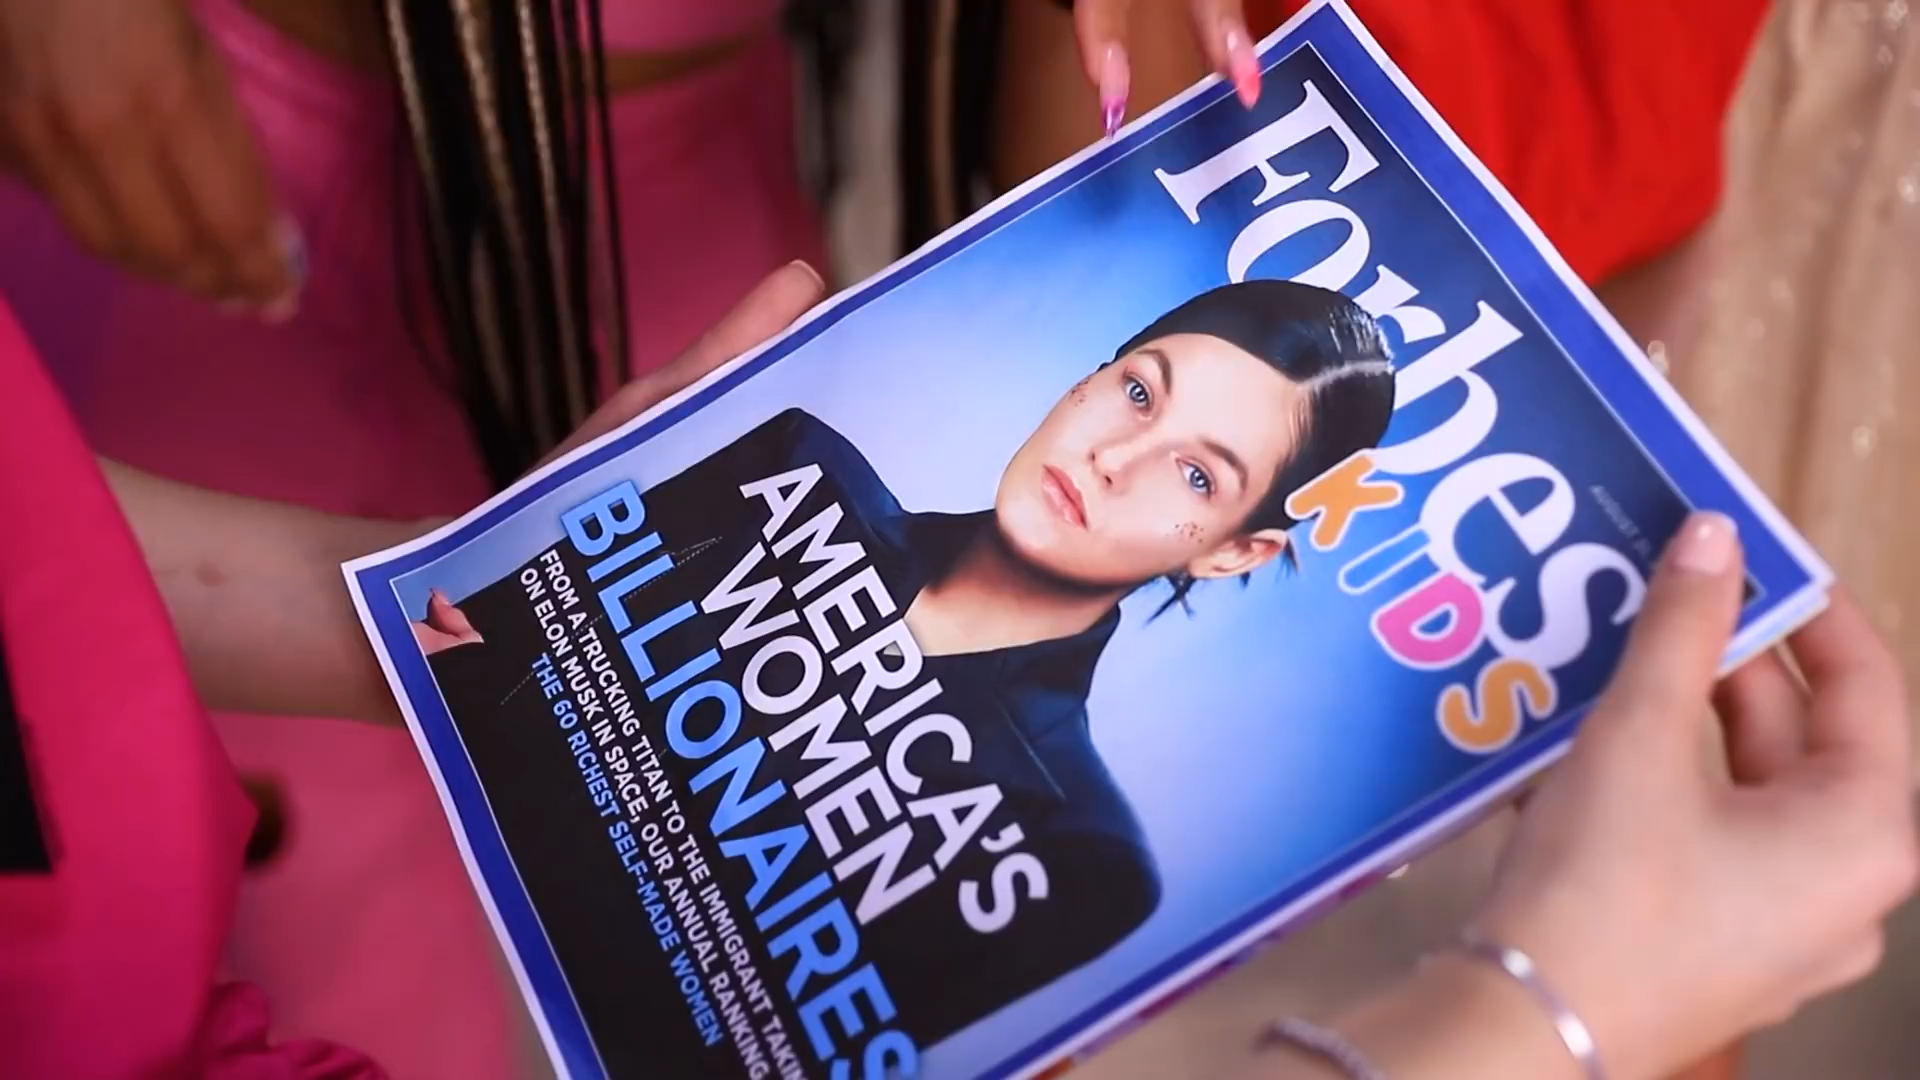 Forbes
KIDS
AMERICA'S
WOMEN
BILLIONAIRES
FROM A TRUCKING TITAN TO THE IMMIGRANT
ON ELON MUSK IN SPACE, OUR ANNUAL RANKING
THE 60 RICHEST SELF-MADE WOMEN